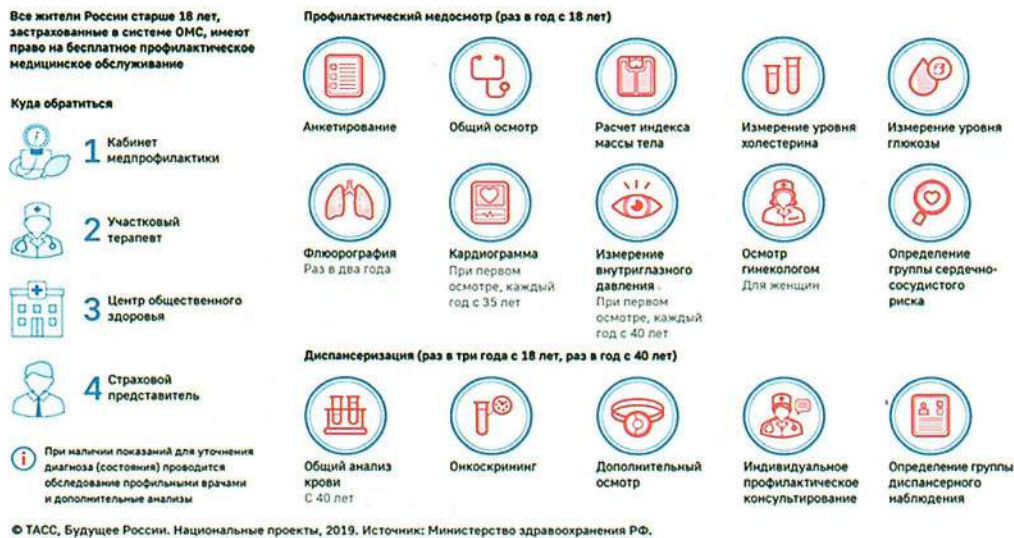 Все жители России старше 18 лет,
застрахованные в системе ОМС, имеют
право на бесплатное профилактическое
медицинское обслуживание
Куда обратиться
1 Кабинет
медпрофилактики
2 Участковый
терапевт
3 Центр общественного
здоровья
4 Страховой
представитель
При наличии показаний для уточнения
диагноза (состояния) проводится
обследование профильными врачами
и дополнительные анализы
Профилактический медосмотр (раз в год с 18 лет)
Анкетирование
Общий осмотр
Расчет индекса
массы тела
Измерение уровня
холестерина
Измерение уровня
глюкозы
Флюорография
Раз в два года
Кардиограмма
При первом
осмотре, каждый
год с 35 лет
Измерение
внутриглазного
давления
При первом
осмотре, каждый
год с 40 лет
Осмотр
гинекологом
Для женщин
Определение
группы сердечно-
сосудистого
риска
Диспансеризация (раз в три года с 18 лет, раз в год с 40 лет)
Общий анализ
крови
С 40 лет
Онкоскрининг
Дополнительный
осмотр
Индивидуальное
профилактическое
консультирование
Определение группы
диспансерного
наблюдения
© ТАСС, Будущее России. Национальные проекты, 2019. Источник: Министерство здравоохранения РФ.